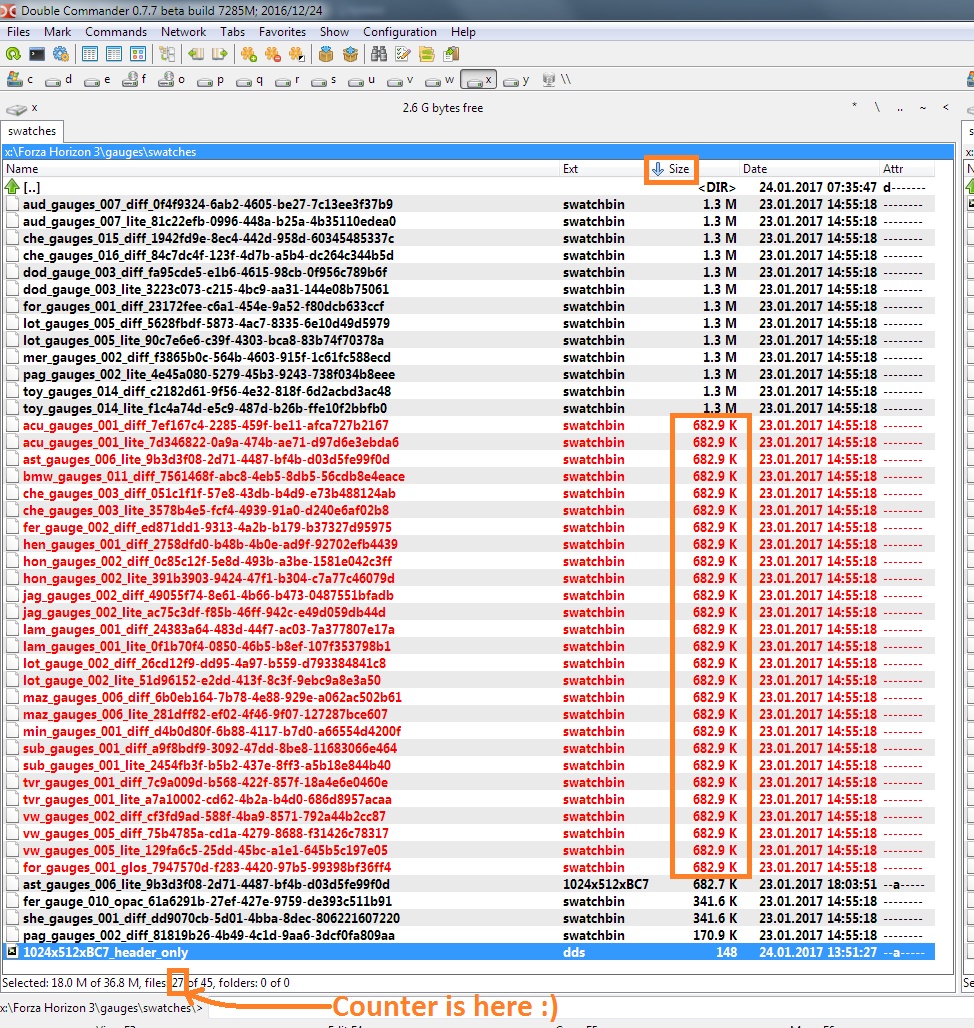 Double Commander 0.7.7 beta build 7285M; 2016/12/24
Files Mark Commands Network Tabs Favorites Show Configuration Help
c d e f o p q r s u v w x y \\
x 2.6 G bytes free * \ .. ~ <
swatches s
x:\Forza Horizon 3\gauges\swatches x:
Name Ext Size Date Attr N
[..] <DIR> 24.01.2017 07:35:47 d-------
aud_gauges_007_diff_0f4f9324-6ab2-4605-be27-7c13ee3f37b9 swatchbin 1.3 M 23.01.2017 14:55:18 --------
aud_gauges_007_lite_81c22efb-0996-448a-b25a-4b35110edea0 swatchbin 1.3 M 23.01.2017 14:55:18 --------
che_gauges_015_diff_1942fd9e-8ec4-442d-958d-60345485337c swatchbin 1.3 M 23.01.2017 14:55:18 --------
che_gauges_016_diff_84c7dc4f-123f-4d7b-a5b4-dc264c344b5d swatchbin 1.3 M 23.01.2017 14:55:18 --------
dod_gauge_003_diff_fa95cde5-e1b6-4615-98cb-0f956c789b6f swatchbin 1.3 M 23.01.2017 14:55:18 --------
dod_gauge_003_lite_3223c073-c215-4bc9-aa31-144e08b75061 swatchbin 1.3 M 23.01.2017 14:55:18 --------
for_gauges_001_diff_23172fee-c6a1-454e-9a52-f80dcb633ccf swatchbin 1.3 M 23.01.2017 14:55:18 --------
lot_gauges_005_diff_5628fbdf-5873-4ac7-8335-6e10d49d5979 swatchbin 1.3 M 23.01.2017 14:55:18 --------
lot_gauges_005_lite_90c7e6e6-c39f-4303-bca8-83b74f70378a swatchbin 1.3 M 23.01.2017 14:55:18 --------
mer_gauges_002_diff_f3865b0c-564b-4603-915f-1c61fc588ecd swatchbin 1.3 M 23.01.2017 14:55:18 --------
pag_gauges_002_lite_4e45a080-5279-45b3-9243-738f034b8eee swatchbin 1.3 M 23.01.2017 14:55:18 --------
toy_gauges_014_diff_c2182d61-9f56-4e32-818f-6d2acbd3ac48 swatchbin 1.3 M 23.01.2017 14:55:18 --------
toy_gauges_014_lite_f1c4a74d-e5c9-487d-b26b-ffe10f2bbfb0 swatchbin 1.3 M 23.01.2017 14:55:18 --------
acu_gauges_001_diff_7ef167c4-2285-459f-be11-afca727b2167 swatchbin 682.9 K 23.01.2017 14:55:18 --------
acu_gauges_001_lite_7d346822-0a9a-474b-ae71-d97d6e3ebda6 swatchbin 682.9 K 23.01.2017 14:55:18 --------
ast_gauges_006_lite_9b3d3f08-2d71-4487-bf4b-d03d5fe99f0d swatchbin 682.9 K 23.01.2017 14:55:18 --------
bmw_gauges_011_diff_7561468f-abc8-4eb5-8db5-56cdb8e4eace swatchbin 682.9 K 23.01.2017 14:55:18 --------
che_gauges_003_diff_051c1f1f-57e8-43db-b4d9-e73b488124ab swatchbin 682.9 K 23.01.2017 14:55:18 --------
che_gauges_003_lite_3578b4e5-fcf4-4939-91a0-d240e6af02b8 swatchbin 682.9 K 23.01.2017 14:55:18 --------
fer_gauge_002_diff_ed871dd1-9313-4a2b-b179-b37327d95975 swatchbin 682.9 K 23.01.2017 14:55:18 --------
hen_gauges_001_diff_2758dfd0-b48b-4b0e-ad9f-92702efb4439 swatchbin 682.9 K 23.01.2017 14:55:18 --------
hon_gauges_002_diff_0c85c12f-5e8d-493b-a3be-1581e042c3ff swatchbin 682.9 K 23.01.2017 14:55:18 --------
hon_gauges_002_lite_391b3903-9424-47f1-b304-c7a77c46079d swatchbin 682.9 K 23.01.2017 14:55:18 --------
jag_gauges_002_diff_49055f74-8e61-4b66-b473-0487551bfadb swatchbin 682.9 K 23.01.2017 14:55:18 --------
jag_gauges_002_lite_ac75c3df-f85b-46ff-942c-e49d059db44d swatchbin 682.9 K 23.01.2017 14:55:18 --------
lam_gauges_001_diff_24383a64-483d-44f7-ac03-7a377807e17a swatchbin 682.9 K 23.01.2017 14:55:18 --------
lam_gauges_001_lite_0f1b70f4-0850-46b5-b8ef-107f353798b1 swatchbin 682.9 K 23.01.2017 14:55:18 --------
lot_gauge_002_diff_26cd12f9-dd95-4a97-b559-d793384841c8 swatchbin 682.9 K 23.01.2017 14:55:18 --------
lot_gauge_002_lite_51d96152-e2dd-413f-8c3f-9ebc9a8e3a50 swatchbin 682.9 K 23.01.2017 14:55:18 --------
maz_gauges_006_diff_6b0eb164-7b78-4e88-929e-a062ac502b61 swatchbin 682.9 K 23.01.2017 14:55:18 --------
maz_gauges_006_lite_281dff82-ef02-4f46-9f07-127287bce607 swatchbin 682.9 K 23.01.2017 14:55:18 --------
min_gauges_001_diff_d4b0d80f-6b88-4117-b7d0-a66554d4200f swatchbin 682.9 K 23.01.2017 14:55:18 --------
sub_gauges_001_diff_a9f8bdf9-3092-47dd-8be8-11683066e464 swatchbin 682.9 K 23.01.2017 14:55:18 --------
sub_gauges_001_lite_2454fb3f-b5b2-437e-8ff3-a5b18e844b40 swatchbin 682.9 K 23.01.2017 14:55:18 --------
tvr_gauges_001_diff_7c9a009d-b568-422f-857f-18a4e6e0460e swatchbin 682.9 K 23.01.2017 14:55:18 --------
tvr_gauges_001_lite_a7a10002-cd62-4b2a-b4d0-686d8957acaa swatchbin 682.9 K 23.01.2017 14:55:18 --------
vw_gauges_002_diff_cf3fd9ad-588f-4ba9-8571-792a44b2cc87 swatchbin 682.9 K 23.01.2017 14:55:18 --------
vw_gauges_005_diff_75b4785a-cd1a-4279-8688-f31426c78317 swatchbin 682.9 K 23.01.2017 14:55:18 --------
vw_gauges_005_lite_129fa6c5-25dd-45bc-a1e1-645b5c197e05 swatchbin 682.9 K 23.01.2017 14:55:18 --------
for_gauges_001_glos_7947570d-f283-4420-97b5-99398bf36ff4 swatchbin 682.9 K 23.01.2017 14:55:18 --------
ast_gauges_006_lite_9b3d3f08-2d71-4487-bf4b-d03d5fe99f0d 1024x512xBC7 682.7 K 23.01.2017 18:03:51 --a-----
fer_gauge_010_opac_61a6291b-27ef-427e-9759-de393c511b91 swatchbin 341.6 K 23.01.2017 14:55:18 --------
she_gauges_001_diff_dd9070cb-5d01-4bba-8dec-806221607220 swatchbin 341.6 K 23.01.2017 14:55:18 --------
pag_gauges_002_diff_81819b26-4b49-4c1d-9aa6-3dcf0fa809aa swatchbin 170.9 K 23.01.2017 14:55:18 --------
1024x512xBC7_header_only dds 148 24.01.2017 13:51:27 --a-----
Selected: 18.0 M of 36.8 M, files: 27 of 45, folders: 0 of 0 Se
x:\Forza Horizon 3\gauges\swatches\>
Counter is here :)